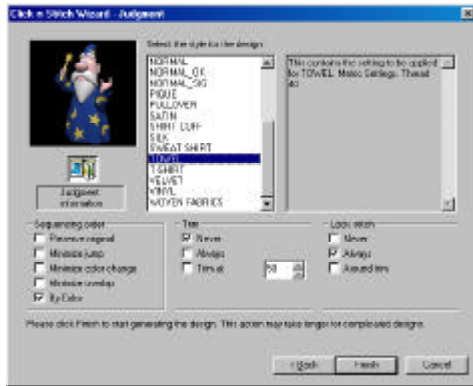 Click n Stitch Wizard - Judgment
Select the style for the design
NORMAL
NORMAL_OK
NORMAL_SIG
PIQUE
PULLOVER
SATIN
SHIRT CUFF
SILK
SWEAT SHIRT
TOWEL
T-SHIRT
VELVET
VINYL
WOVEN FABRICS
This contains the setting to be applied
for TOWEL. Metric Settings. Thread
40
Judgment
information
Sequencing order
Preserve original
Minimize jump
Minimize color change
Minimize overlap
By Color
Trim
Never
Always
Trim at
50
Lock stitch
Never
Always
Around trim
Please click Finish to start generating the design. This action may take longer for complicated designs.
< Back
Finish
Cancel